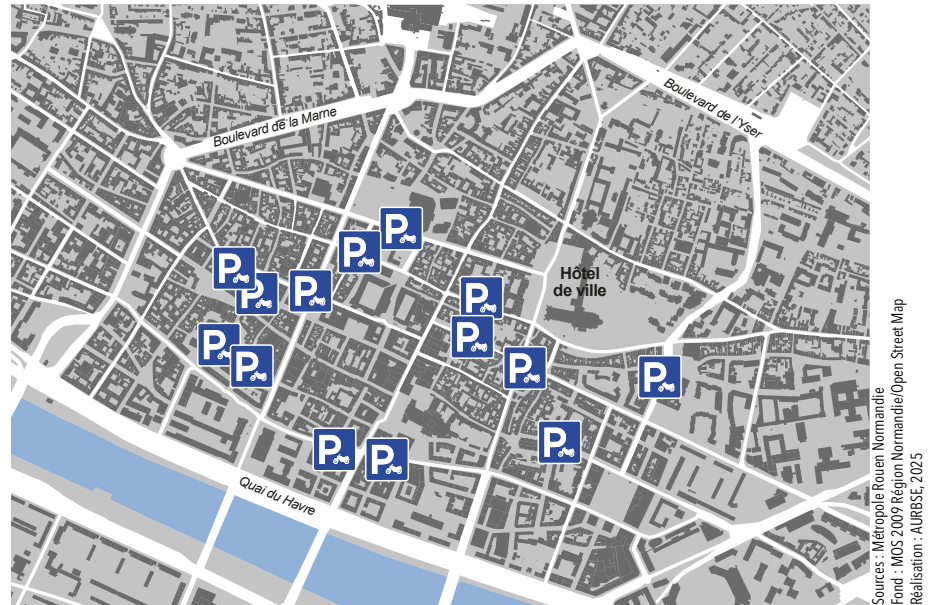 Boulevard de la Marne
Boulevard de l'Yser
P
P
P
P
P
P
Hôtel
de ville
P
P
P
P
P
P
P
P
Quai du Havre
Sources : Métropole Rouen Normandie
Fond : MOS 2009 Région Normandie/Open Street Map
Réalisation : AURBSE, 2025